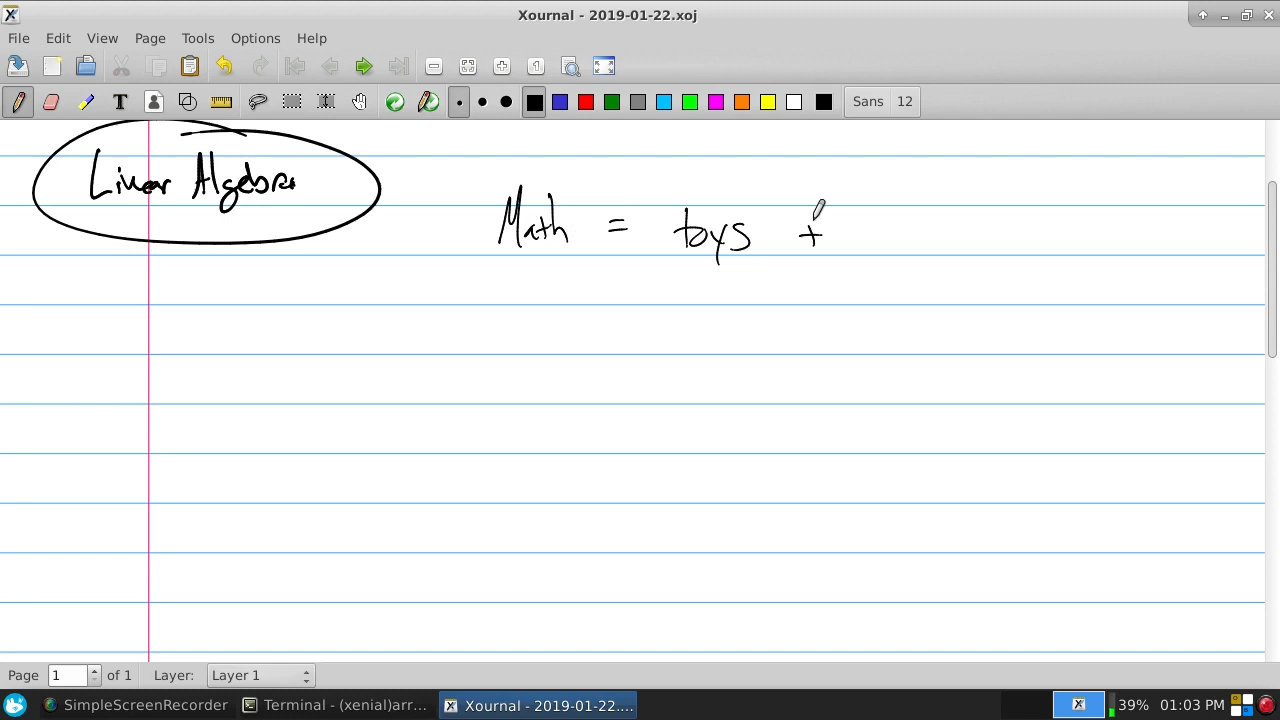 Xournal - 2019-01-22.xoj
File Edit View Page Tools Options Help
T Sans 12
Linear Algebra
Math = toys +
Page 1 of 1 Layer: Layer 1
SimpleScreenRecorder Terminal - (xenial)arr... Xournal - 2019-01-22.... 39% 01:03 PM